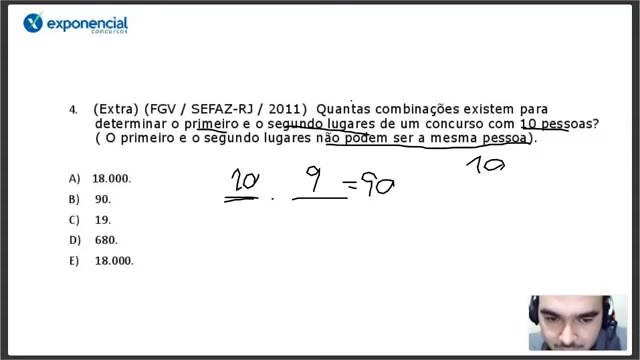 exponencial
concursos
4. (Extra) (FGV / SEFAZ-RJ / 2011) Quantas combinações existem para
determinar o primeiro e o segundo lugares de um concurso com 10 pessoas?
( O primeiro e o segundo lugares não podem ser a mesma pessoa).
10
10 . 9 = 90
A) 18.000.
B) 90.
C) 19.
D) 680.
E) 18.000.